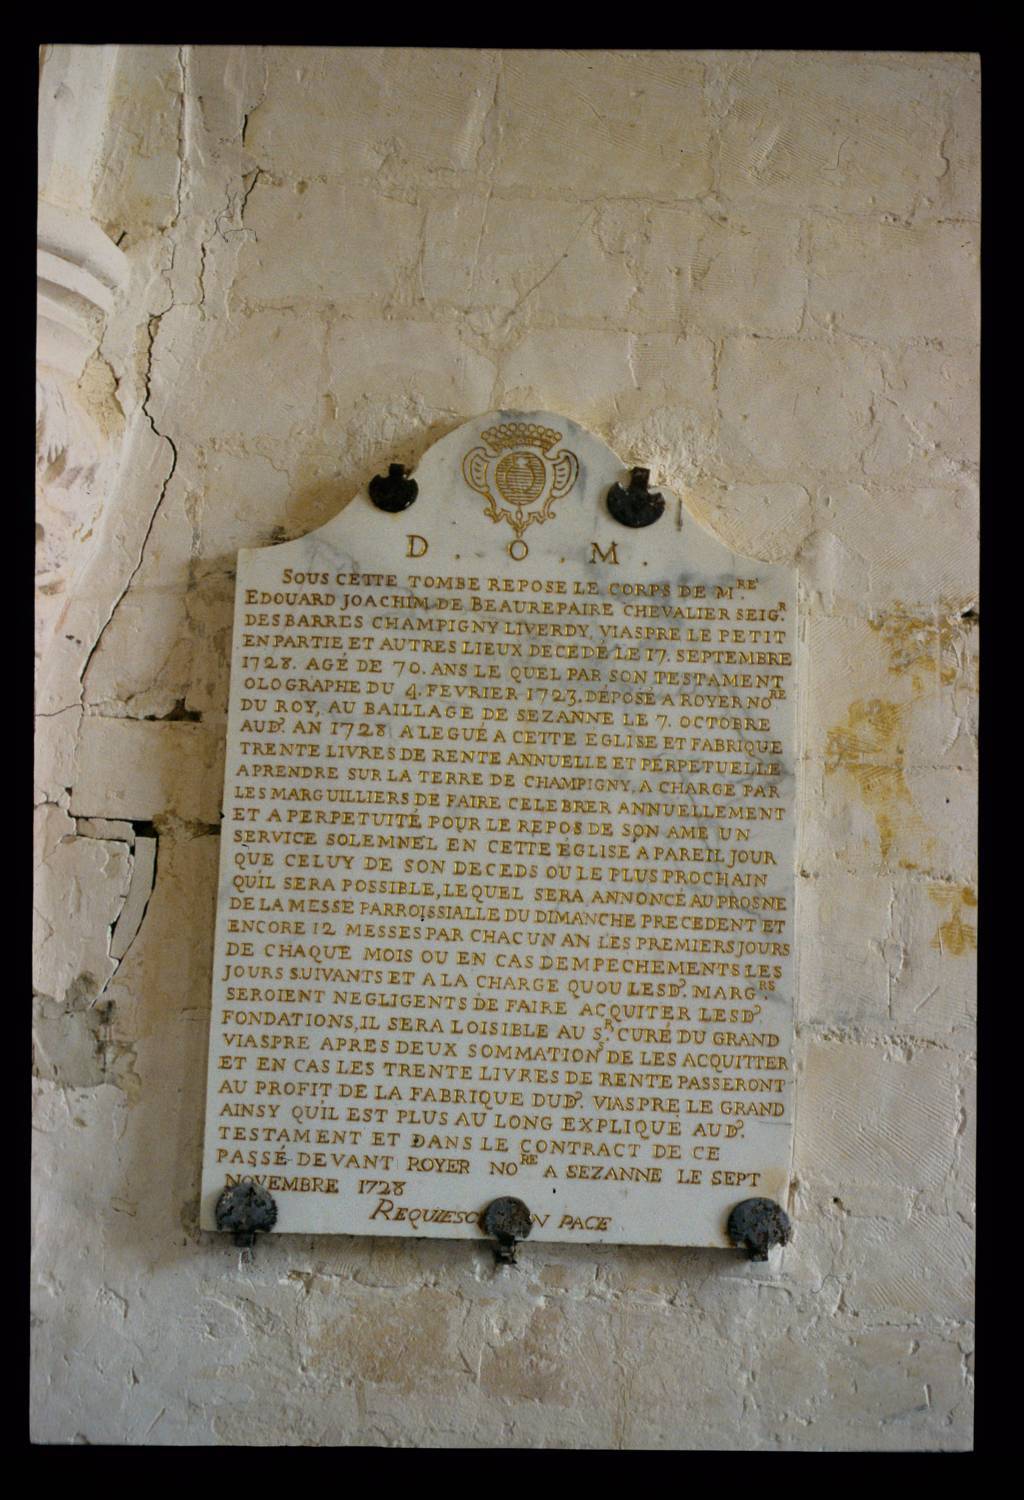 D . O . M .
SOUS CETTE TOMBE REPOSE LE CORPS DE M.RE
EDOUARD JOACHIM DE BEAUREPAIRE CHEVALIER SEIG.R
DES BARRES CHAMPIGNY LIVERDY, VIASPRE LE PETIT
EN PARTIE ET AUTRES LIEUX DECEDÉ LE 17. SEPTEMBRE
1728. AGÉ DE 70. ANS LE QUEL PAR SON TESTAMENT
OLOGRAPHE DU 4. FEVRIER 1723. DEPOSÉ A ROYER NO.RE
DU ROY, AU BAILLAGE DE SEZANNE LE 7. OCTOBRE
AUD. AN 1728 A LEGUÉ A CETTE EGLISE ET FABRIQUE
TRENTE LIVRES DE RENTE ANNUELLE ET PERPETUELLE
APRENDRE SUR LA TERRE DE CHAMPIGNY, A CHARGE PAR
LES MARGUILLIERS DE FAIRE CELEBRER ANNUELLEMENT
ET A PERPETUITÉ POUR LE REPOS DE SON AME UN
SERVICE SOLEMNEL EN CETTE EGLISE A PAREIL JOUR
QUE CELUY DE SON DECEDS OU LE PLUS PROCHAIN
QUIL SERA POSSIBLE, LEQUEL SERA ANNONCÉ AU PROSNE
DE LA MESSE PARROISSIALLE DU DIMANCHE PRECEDENT ET
ENCORE 12 MESSES PAR CHACUN AN LES PREMIERS JOURS
DE CHAQUE MOIS OU EN CAS DEMPECHEMENTS LES
JOURS SUIVANTS ET A LA CHARGE QUOU LESD. MARG.RS
SEROIENT NEGLIGENTS DE FAIRE ACQUITER LESD.
FONDATIONS, IL SERA LOISIBLE AU S.R CURÉ DU GRAND
VIASPRE APRES DEUX SOMMATIONS DE LES ACQUITTER
ET EN CAS LES TRENTE LIVRES DE RENTE PASSERONT
AU PROFIT DE LA FABRIQUE DUD. VIASPRE LE GRAND
AINSY QUIL EST PLUS AU LONG EXPLIQUÉ AUD.
TESTAMENT ET DANS LE CONTRACT DE CE
PASSÉ DEVANT ROYER NO.RE A SEZANNE LE SEPT
NOVEMBRE 1728
REQUIESC N PACE